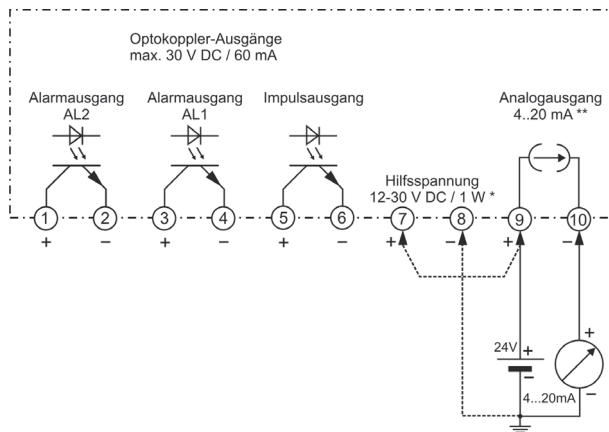 Optokoppler-Ausgänge
max. 30 V DC / 60 mA
Alarmausgang
AL2
Alarmausgang
AL1
Impulsausgang
Analogausgang
4..20 mA **
Hilfsspannung
12-30 V DC / 1 W *
1 2 3 4 5 6 7 8 9 10
+ − + − + − + − + −
24V + +
− −
4...20mA